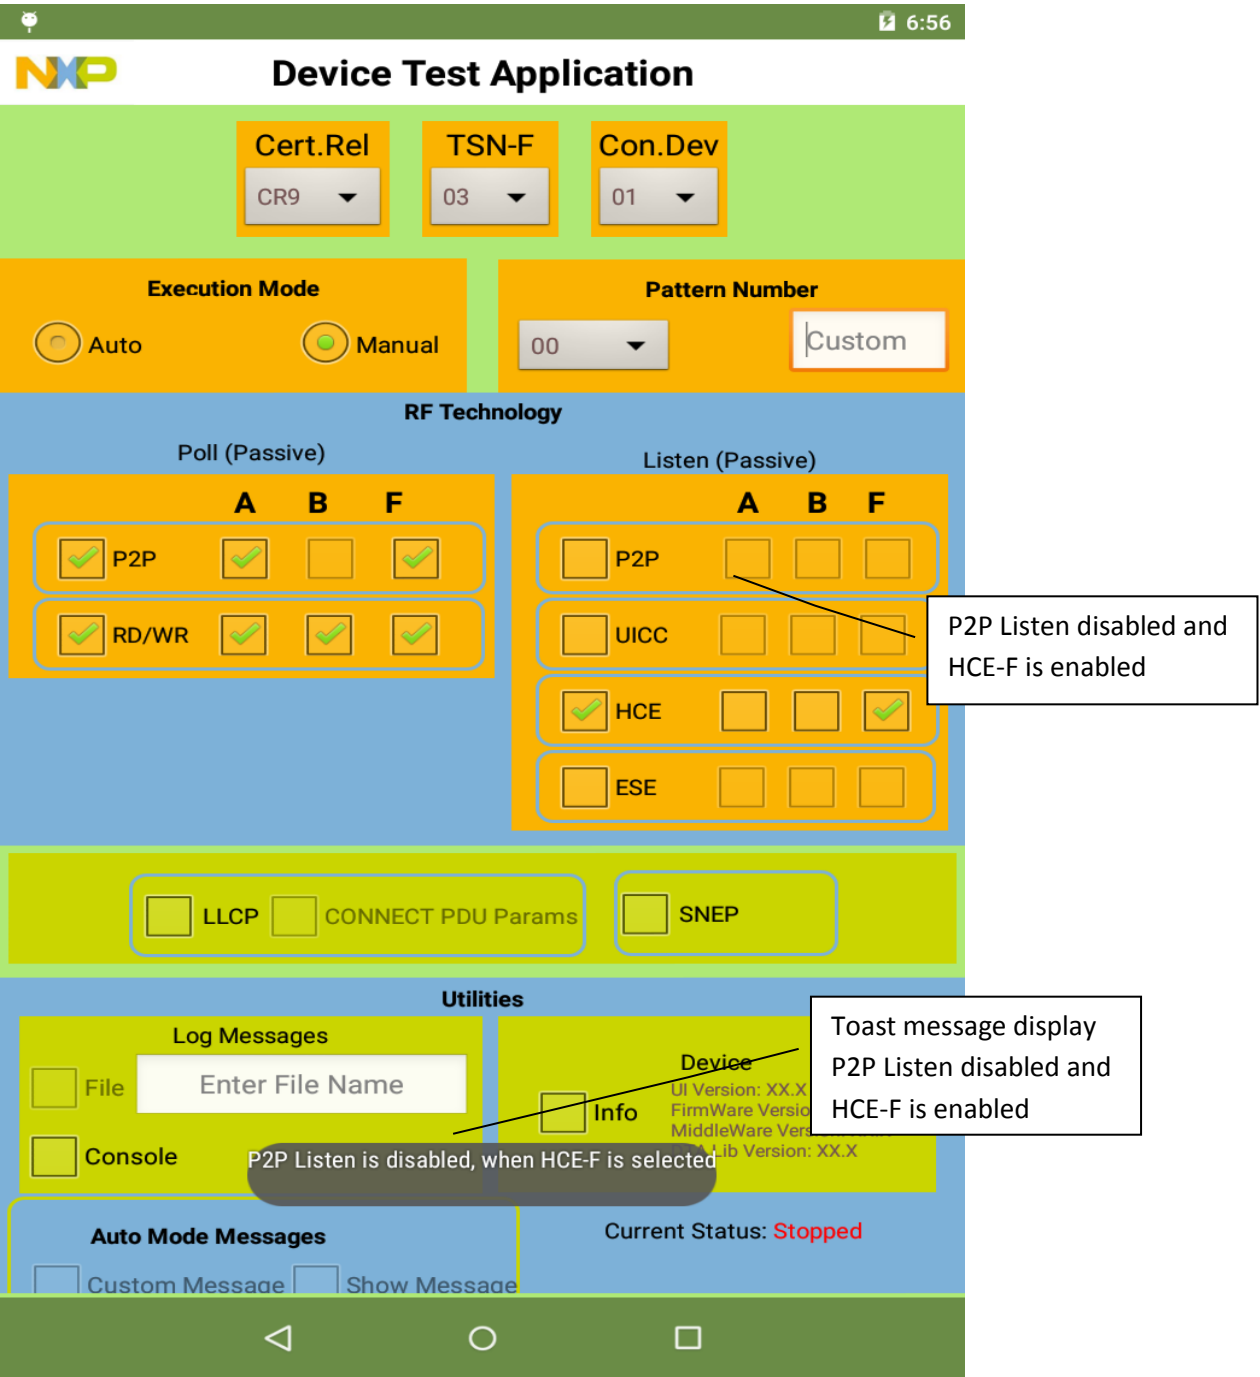 6:56
NXP
Device Test Application
Cert.Rel TSN-F Con.Dev
CR9 03 01
Execution Mode
Auto Manual
Pattern Number
00 Custom
RF Technology
Poll (Passive)
A B F
P2P
RD/WR
Listen (Passive)
A B F
P2P
UICC
HCE
ESE
P2P Listen disabled and
HCE-F is enabled
LLCP CONNECT PDU Params SNEP
Utilities
Log Messages
File Enter File Name
Console
Device
Info
UI Version: XX.X
FirmWare
MiddleWare
Lib Version: XX.X
Toast message display
P2P Listen disabled and
HCE-F is enabled
P2P Listen is disabled, when HCE-F is selected
Auto Mode Messages
Custom Message Show Message
Current Status: Stopped